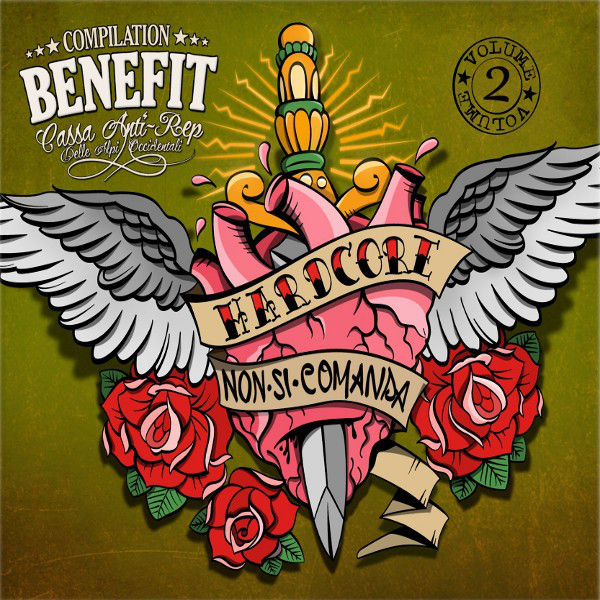 COMPILATION
BENEFIT
Cassa Anti-Rep
Delle Alpi Occidentali
VOLUME
2
VOLUME
HARDCORE
NON·SI·COMANDA